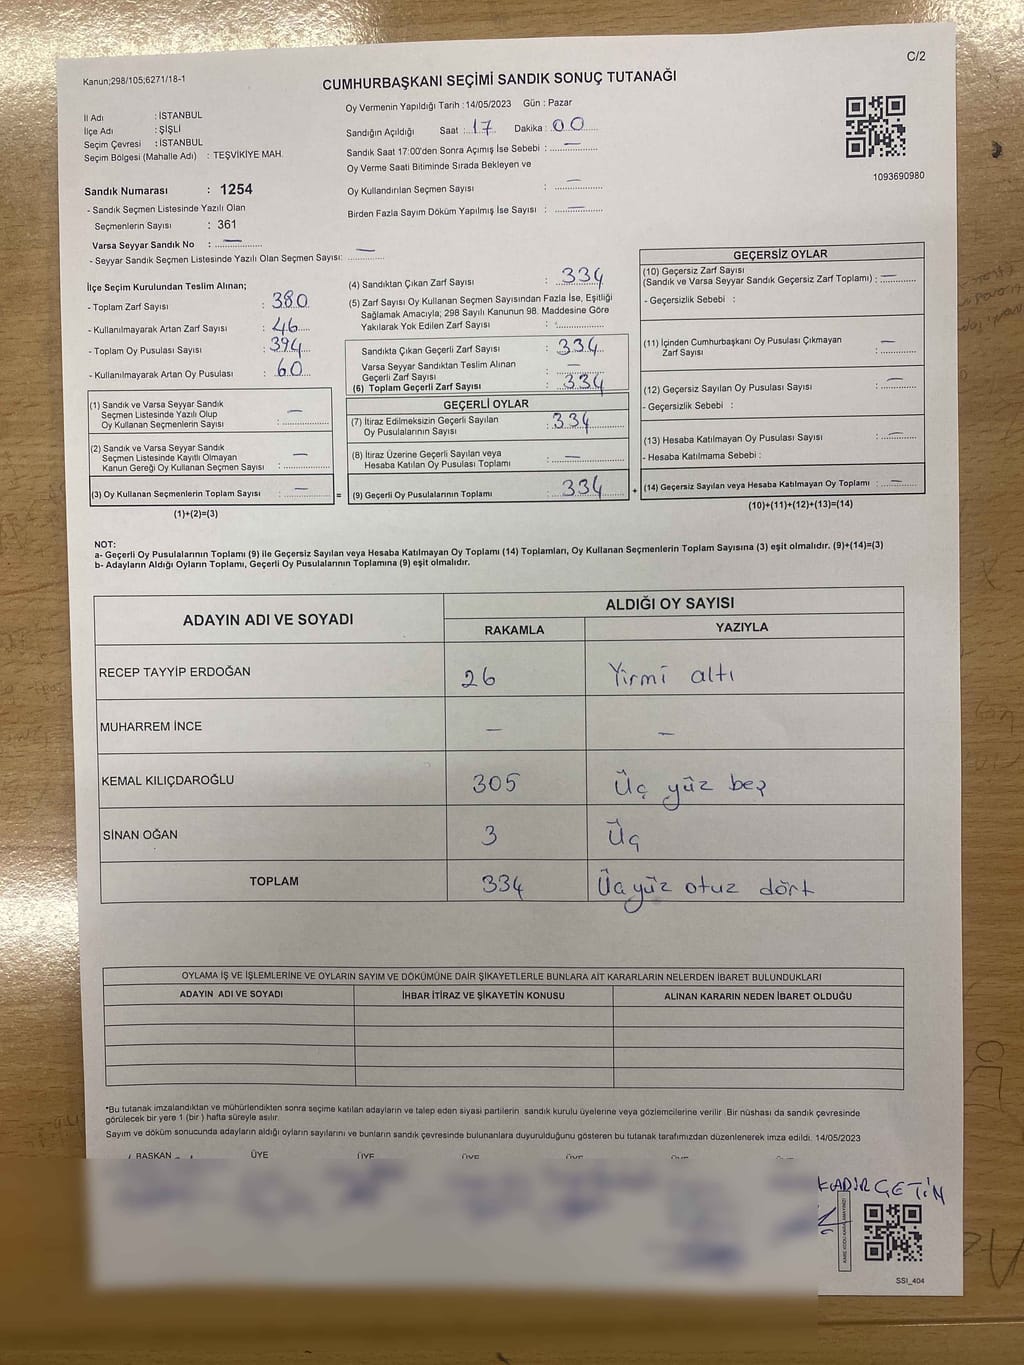 C/2
Kanun;298/105;6271/18-1
CUMHURBAŞKANI SEÇİMİ SANDIK SONUÇ TUTANAĞI
İl Adı : İSTANBUL
İlçe Adı : ŞİŞLİ
Seçim Çevresi : İSTANBUL
Seçim Bölgesi (Mahalle Adı) : TEŞVİKİYE MAH.
Sandık Numarası : 1254
- Sandık Seçmen Listesinde Yazılı Olan
Seçmenlerin Sayısı : 361
Varsa Seyyar Sandık No : —
- Seyyar Sandık Seçmen Listesinde Yazılı Olan Seçmen Sayısı: —
Oy Vermenin Yapıldığı Tarih : 14/05/2023 Gün : Pazar
Sandığın Açıldığı Saat : 17 Dakika : 00
Sandık Saat 17:00'den Sonra Açımış İse Sebebi : —
Oy Verme Saati Bitiminde Sırada Bekleyen ve
Oy Kullandırılan Seçmen Sayısı : —
Birden Fazla Sayım Döküm Yapılmış İse Sayısı : —
1093690980
İlçe Seçim Kurulundan Teslim Alınan;
- Toplam Zarf Sayısı : 380
- Kullanılmayarak Artan Zarf Sayısı : 46
- Toplam Oy Pusulası Sayısı : 394
- Kullanılmayarak Artan Oy Pusulası : 60
(1) Sandık ve Varsa Seyyar Sandık
Seçmen Listesinde Yazılı Olup
Oy Kullanan Seçmenlerin Sayısı : —
(2) Sandık ve Varsa Seyyar Sandık
Seçmen Listesinde Kayıtlı Olmayan
Kanun Gereği Oy Kullanan Seçmen Sayısı : —
(3) Oy Kullanan Seçmenlerin Toplam Sayısı : — =
(1)+(2)=(3)
(4) Sandıktan Çıkan Zarf Sayısı : 334
(5) Zarf Sayısı Oy Kullanan Seçmen Sayısından Fazla İse, Eşitliği
Sağlamak Amacıyla; 298 Sayılı Kanunun 98. Maddesine Göre
Yakılarak Yok Edilen Zarf Sayısı :
Sandıkta Çıkan Geçerli Zarf Sayısı : 334
Varsa Seyyar Sandıktan Teslim Alınan
Geçerli Zarf Sayısı : —
(6) Toplam Geçerli Zarf Sayısı : 334
GEÇERLİ OYLAR
(7) İtiraz Edilmeksizin Geçerli Sayılan
Oy Pusulalarının Sayısı : 334
(8) İtiraz Üzerine Geçerli Sayılan veya
Hesaba Katılan Oy Pusulası Toplamı : —
(9) Geçerli Oy Pusulalarının Toplamı : 334 +
GEÇERSİZ OYLAR
(10) Geçersiz Zarf Sayısı
(Sandık ve Varsa Seyyar Sandık Geçersiz Zarf Toplamı) : —
- Geçersizlik Sebebi :
(11) İçinden Cumhurbaşkanı Oy Pusulası Çıkmayan
Zarf Sayısı : —
(12) Geçersiz Sayılan Oy Pusulası Sayısı : —
- Geçersizlik Sebebi :
(13) Hesaba Katılmayan Oy Pusulası Sayısı : —
- Hesaba Katılmama Sebebi :
(14) Geçersiz Sayılan veya Hesaba Katılmayan Oy Toplamı : —
(10)+(11)+(12)+(13)=(14)
NOT:
a- Geçerli Oy Pusulalarının Toplamı (9) ile Geçersiz Sayılan veya Hesaba Katılmayan Oy Toplamı (14) Toplamları, Oy Kullanan Seçmenlerin Toplam Sayısına (3) eşit olmalıdır. (9)+(14)=(3)
b- Adayların Aldığı Oyların Toplamı, Geçerli Oy Pusulalarının Toplamına (9) eşit olmalıdır.
ADAYIN ADI VE SOYADI ALDIĞI OY SAYISI
RAKAMLA YAZIYLA
RECEP TAYYİP ERDOĞAN 26 Yirmi altı
MUHARREM İNCE — —
KEMAL KILIÇDAROĞLU 305 Üç yüz beş
SİNAN OĞAN 3 Üç
TOPLAM 334 Üçyüz otuz dört
OYLAMA İŞ VE İŞLEMLERİNE VE OYLARIN SAYIM VE DÖKÜMÜNE DAİR ŞİKAYETLERLE BUNLARA AİT KARARLARIN NELERDEN İBARET BULUNDUKLARI
ADAYIN ADI VE SOYADI İHBAR İTİRAZ VE ŞİKAYETİN KONUSU ALINAN KARARIN NEDEN İBARET OLDUĞU
*Bu tutanak imzalandıktan ve mühürlendikten sonra seçime katılan adayların ve talep eden siyasi partilerin sandık kurulu üyelerine veya gözlemcilerine verilir. Bir nüshası da sandık çevresinde
görülecek bir yere 1 (bir ) hafta süreyle asılır.
Sayım ve döküm sonucunda adayların aldığı oyların sayılarını ve bunların sandık çevresinde bulunanlara duyurulduğunu gösteren bu tutanak tarafımızdan düzenlenerek imza edildi. 14/05/2023
BAŞKAN ÜYE ÜYE ÜYE ÜYE
KADİR ÇETİN
SSI_404